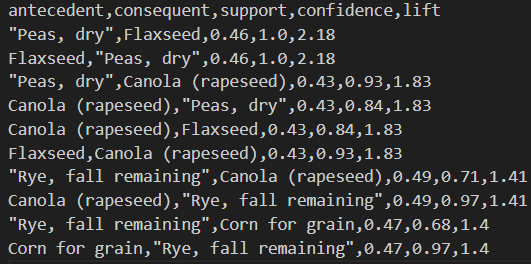 antecedent,consequent,support,confidence,lift
"Peas, dry",Flaxseed,0.46,1.0,2.18
Flaxseed,"Peas, dry",0.46,1.0,2.18
"Peas, dry",Canola (rapeseed),0.43,0.93,1.83
Canola (rapeseed),"Peas, dry",0.43,0.84,1.83
Canola (rapeseed),Flaxseed,0.43,0.84,1.83
Flaxseed,Canola (rapeseed),0.43,0.93,1.83
"Rye, fall remaining",Canola (rapeseed),0.49,0.71,1.41
Canola (rapeseed),"Rye, fall remaining",0.49,0.97,1.41
"Rye, fall remaining",Corn for grain,0.47,0.68,1.4
Corn for grain,"Rye, fall remaining",0.47,0.97,1.4